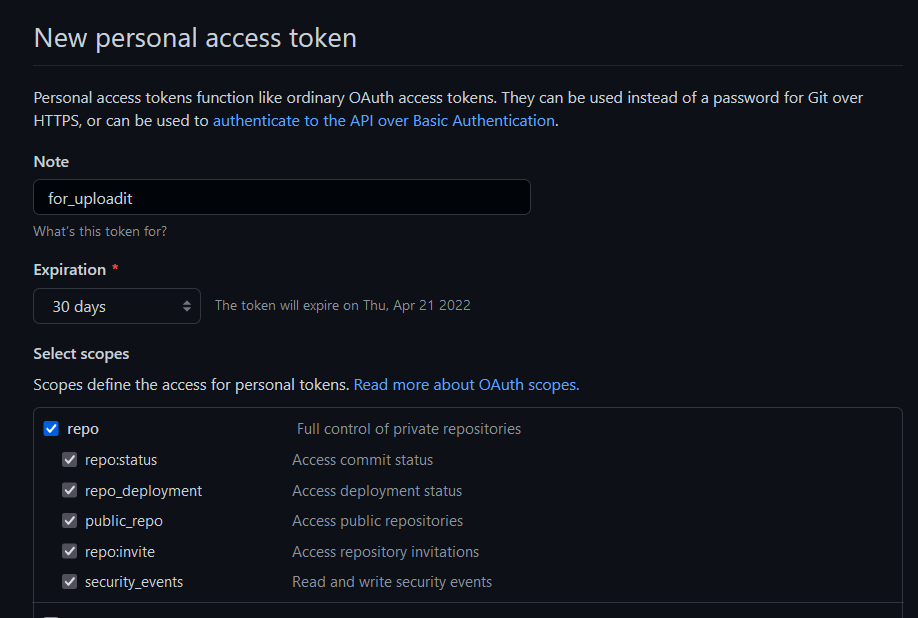 New personal access token
Personal access tokens function like ordinary OAuth access tokens. They can be used instead of a password for Git over
HTTPS, or can be used to authenticate to the API over Basic Authentication.
Note
for_uploadit
What's this token for?
Expiration *
30 days The token will expire on Thu, Apr 21 2022
Select scopes
Scopes define the access for personal tokens. Read more about OAuth scopes.
repo Full control of private repositories
repo:status Access commit status
repo_deployment Access deployment status
public_repo Access public repositories
repo:invite Access repository invitations
security_events Read and write security events